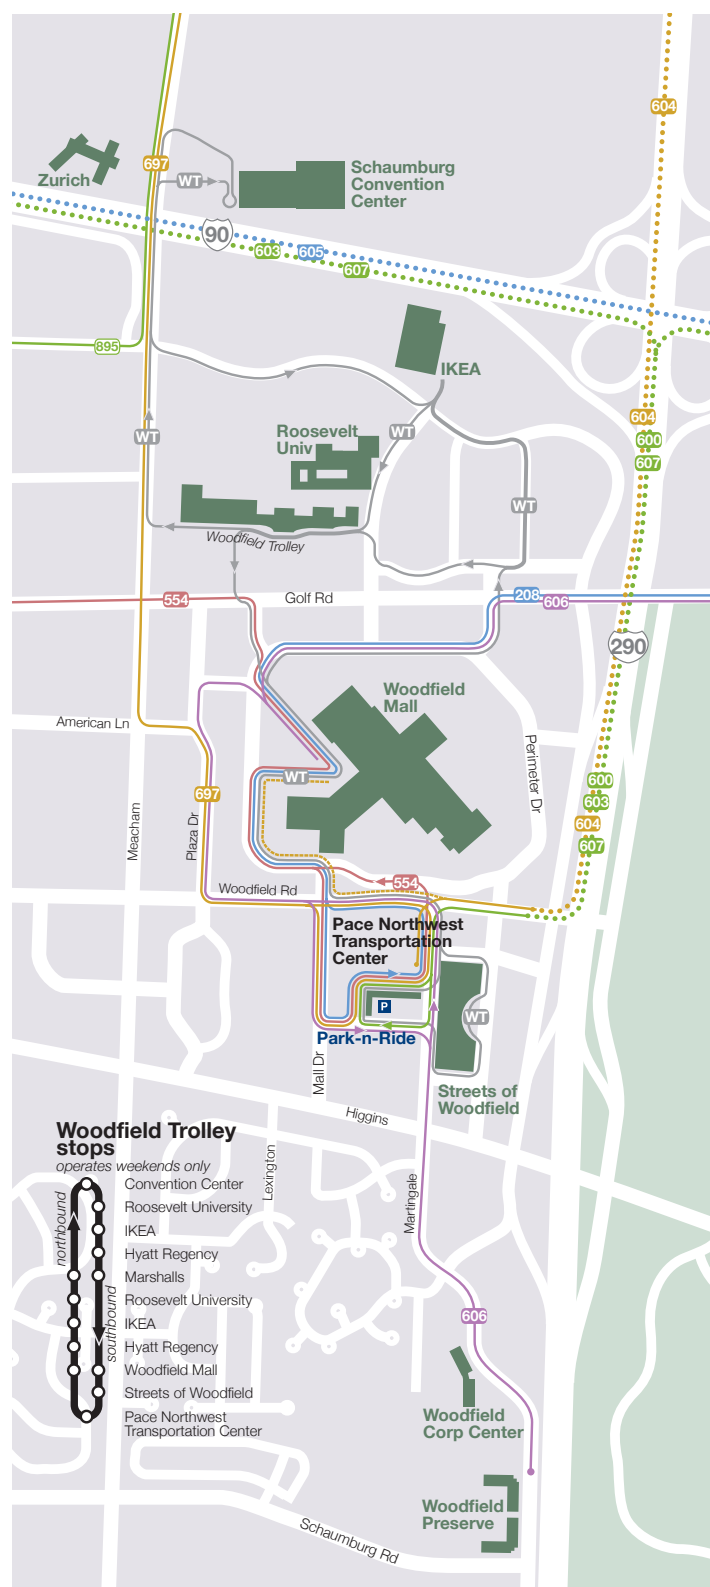 604
697
Zurich
WT
Schaumburg
Convention
Center
90
603
605
607
895
IKEA
604
WT
Roosevelt
Univ
WT
600
607
WT
Woodfield Trolley
554
Golf Rd
208
606
290
Woodfield
Mall
American Ln
Perimeter Dr
WT
600
697
603
Meacham
Plaza Dr
604
607
554
Woodfield Rd
Pace Northwest
Transportation
Center
P
WT
Park-n-Ride
Mall Dr
Streets of
Woodfield
Higgins
Lexington
Martingale
Woodfield Trolley
stops
operates weekends only
northbound
southbound
Convention Center
Roosevelt University
IKEA
Hyatt Regency
Marshalls
Roosevelt University
IKEA
Hyatt Regency
Woodfield Mall
Streets of Woodfield
Pace Northwest
Transportation Center
606
Woodfield
Corp Center
Woodfield
Preserve
Schaumburg Rd